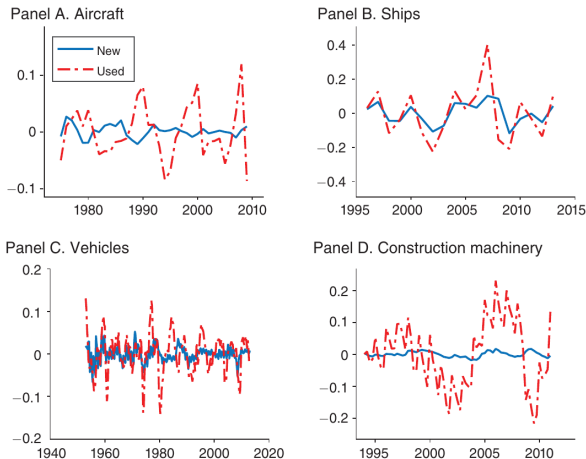 Panel A. Aircraft
New
Used
0.1
0
−0.1
1980 1990 2000 2010
Panel B. Ships
0.4
0.2
0
−0.2
−0.4
1995 2000 2005 2010 2015
Panel C. Vehicles
0.2
0.1
0
−0.1
−0.2
1940 1960 1980 2000 2020
Panel D. Construction machinery
0.2
0.1
0
−0.1
−0.2
1995 2000 2005 2010